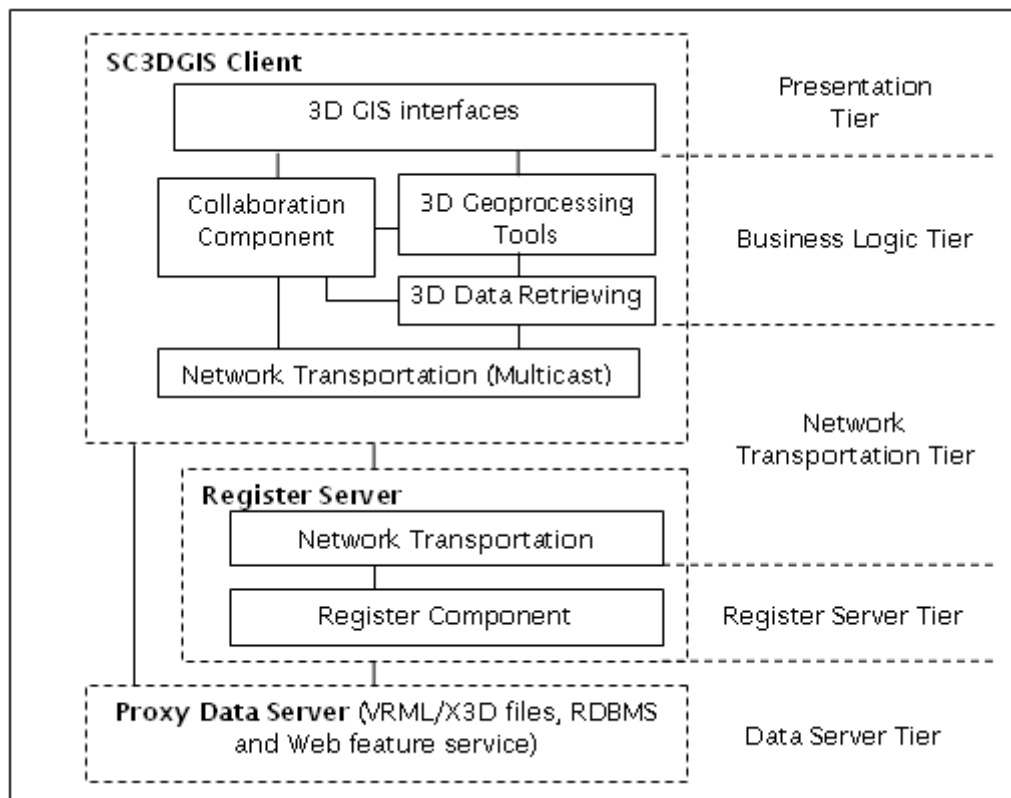 SC3DGIS Client
3D GIS interfaces
Presentation
Tier
Collaboration
Component
3D Geoprocessing
Tools
Business Logic Tier
3D Data Retrieving
Network Transportation (Multicast)
Network
Transportation Tier
Register Server
Network Transportation
Register Component
Register Server Tier
Proxy Data Server (VRML/X3D files, RDBMS
and Web feature service)
Data Server Tier